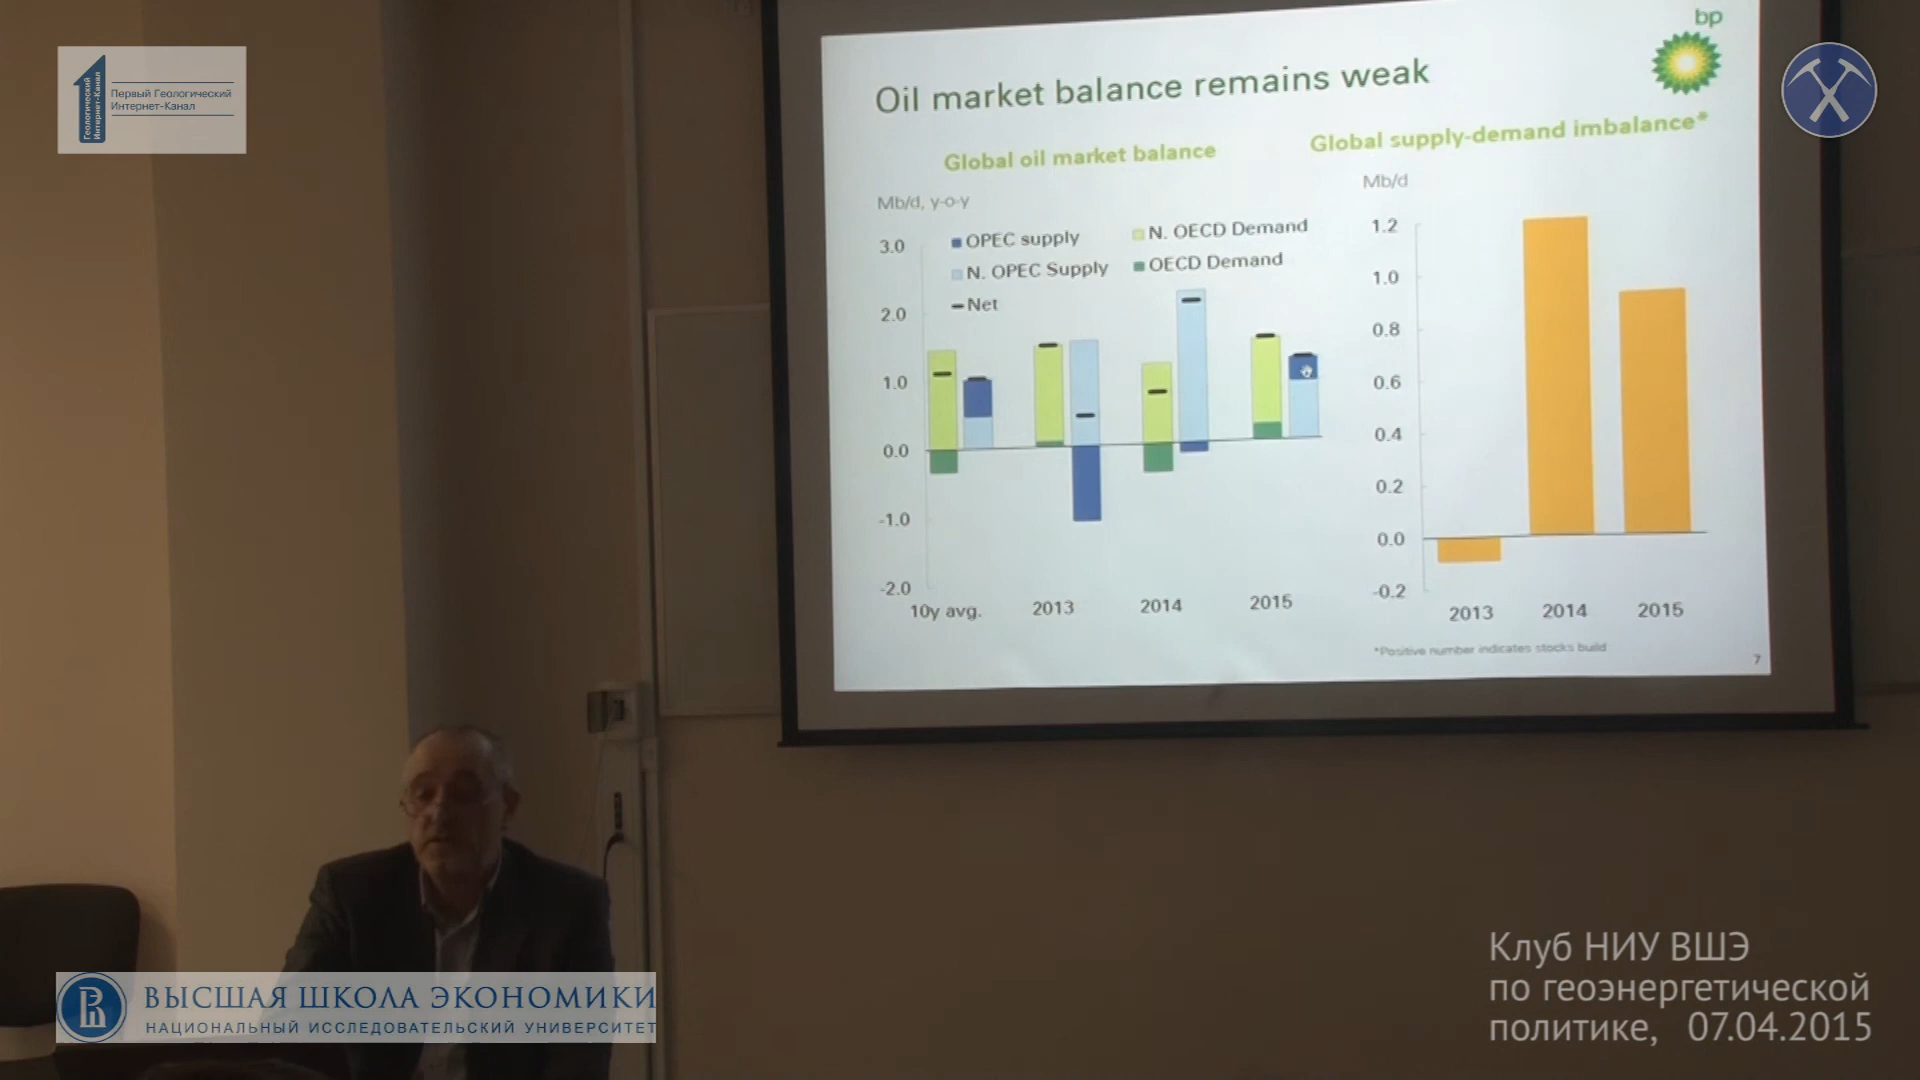 Геологический
Интернет-Канал
Первый Геологический
Интернет-Канал
bp
Oil market balance remains weak
Global oil market balance
Mb/d, y-o-y
OPEC supply
N. OECD Demand
N. OPEC Supply
OECD Demand
Net
3.0
2.0
1.0
0.0
-1.0
-2.0
10y avg.
2013
2014
2015
Global supply-demand imbalance*
Mb/d
1.2
1.0
0.8
0.6
0.4
0.2
0.0
-0.2
2013
2014
2015
*Positive number indicates stocks build
7
ВЫСШАЯ ШКОЛА ЭКОНОМИКИ
НАЦИОНАЛЬНЫЙ ИССЛЕДОВАТЕЛЬСКИЙ УНИВЕРСИТЕТ
Клуб НИУ ВШЭ
по геоэнергетической
политике, 07.04.2015